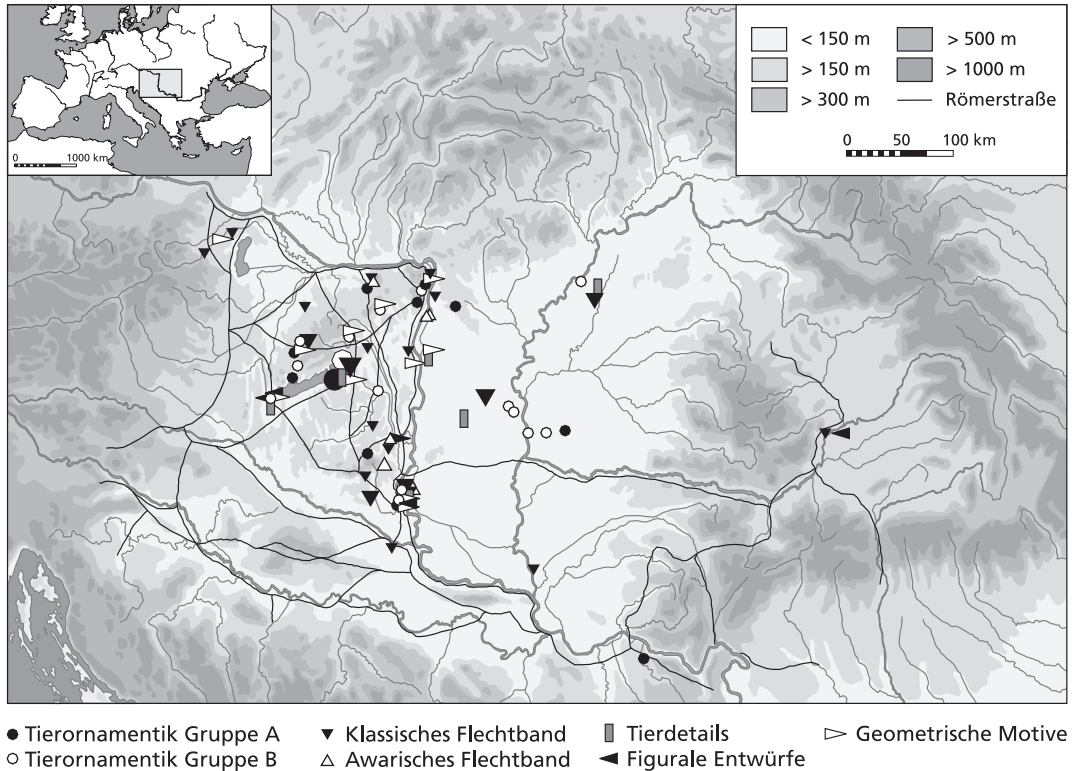 0 1000 km
< 150 m
> 150 m
> 300 m
> 500 m
> 1000 m
Römerstraße
0 50 100 km
Tierornamentik Gruppe A
Tierornamentik Gruppe B
Klassisches Flechtband
Awarisches Flechtband
Tierdetails
Figurale Entwürfe
Geometrische Motive